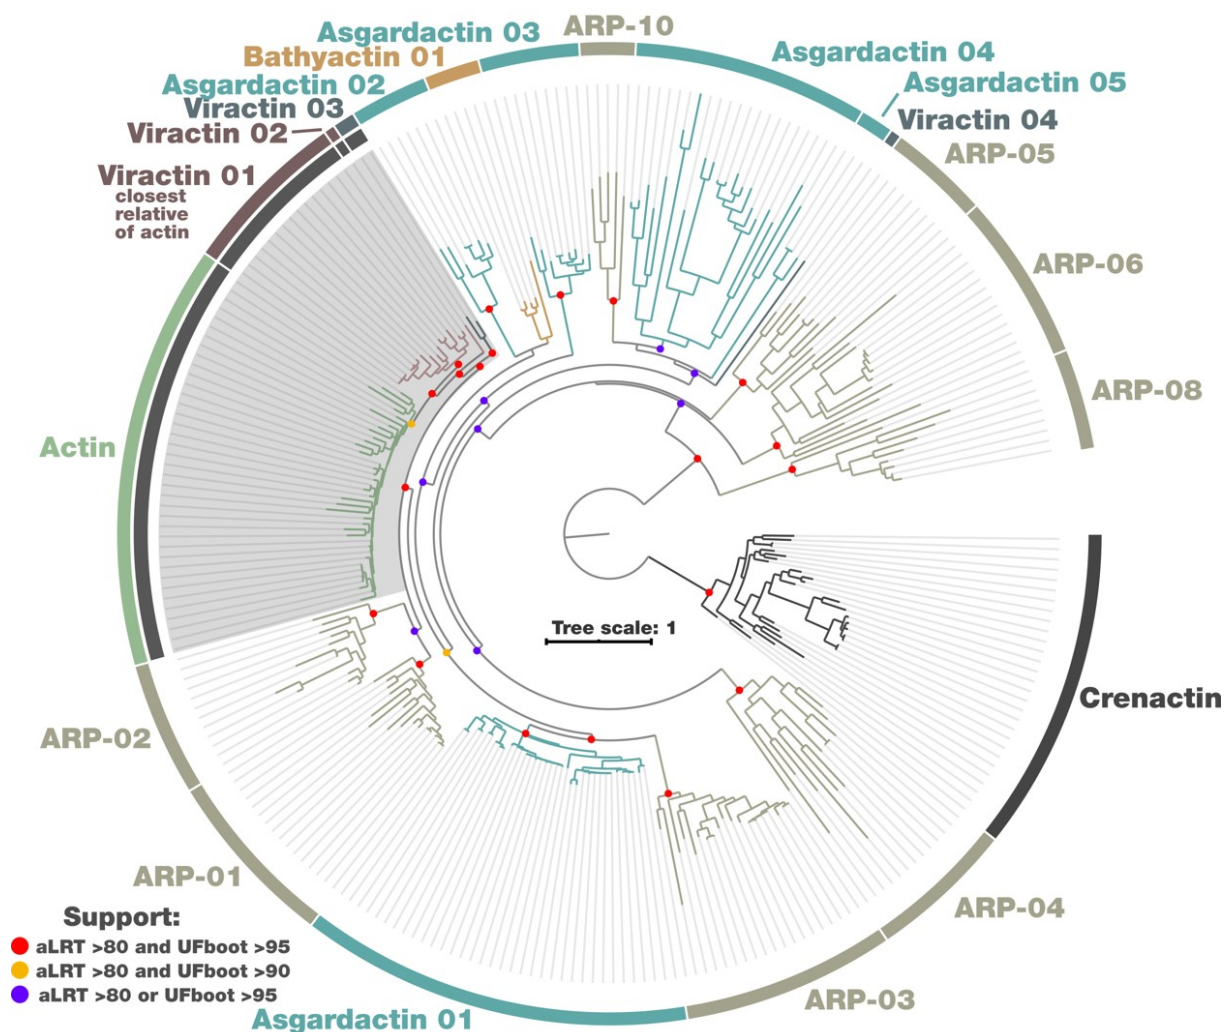 ARP-10
Asgardactin 03
Bathyactin 01
Asgardactin 02
Viractin 03
Viractin 02
Viractin 01
closest
relative
of actin
Asgardactin 04
Asgardactin 05
Viractin 04
ARP-05
ARP-06
ARP-08
Actin
Tree scale: 1
Crenactin
ARP-02
ARP-01
ARP-04
ARP-03
Asgardactin 01
Support:
aLRT >80 and UFboot >95
aLRT >80 and UFboot >90
aLRT >80 or UFboot >95